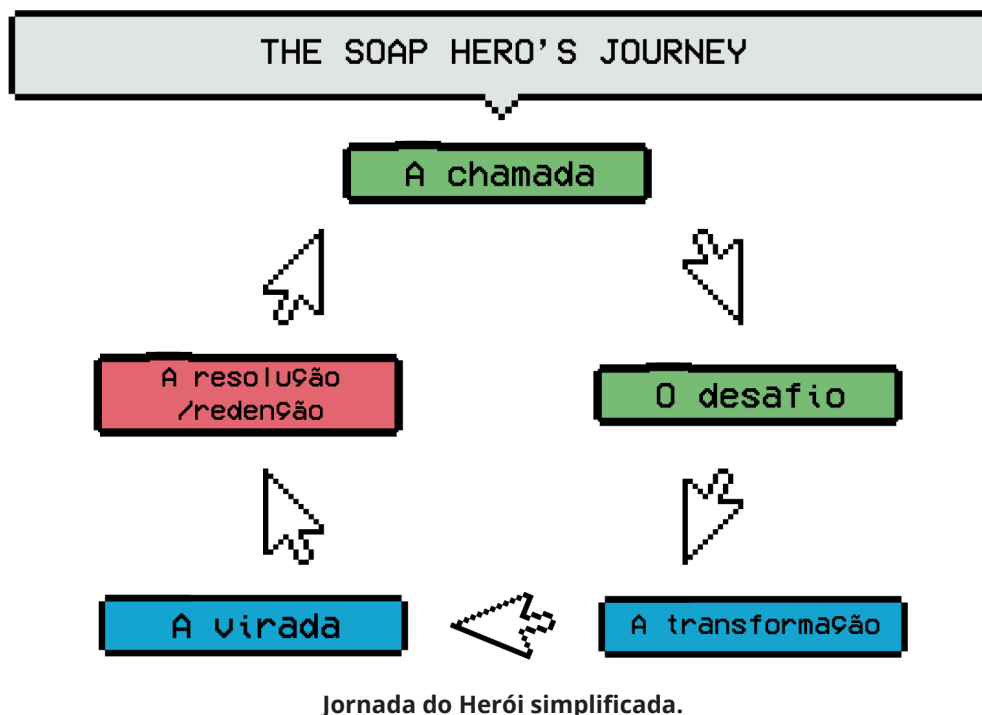 THE SOAP HERO'S JOURNEY
A chamada
A resolução
/redenção
O desafio
A virada
A transformação
Jornada do Herói simplificada.